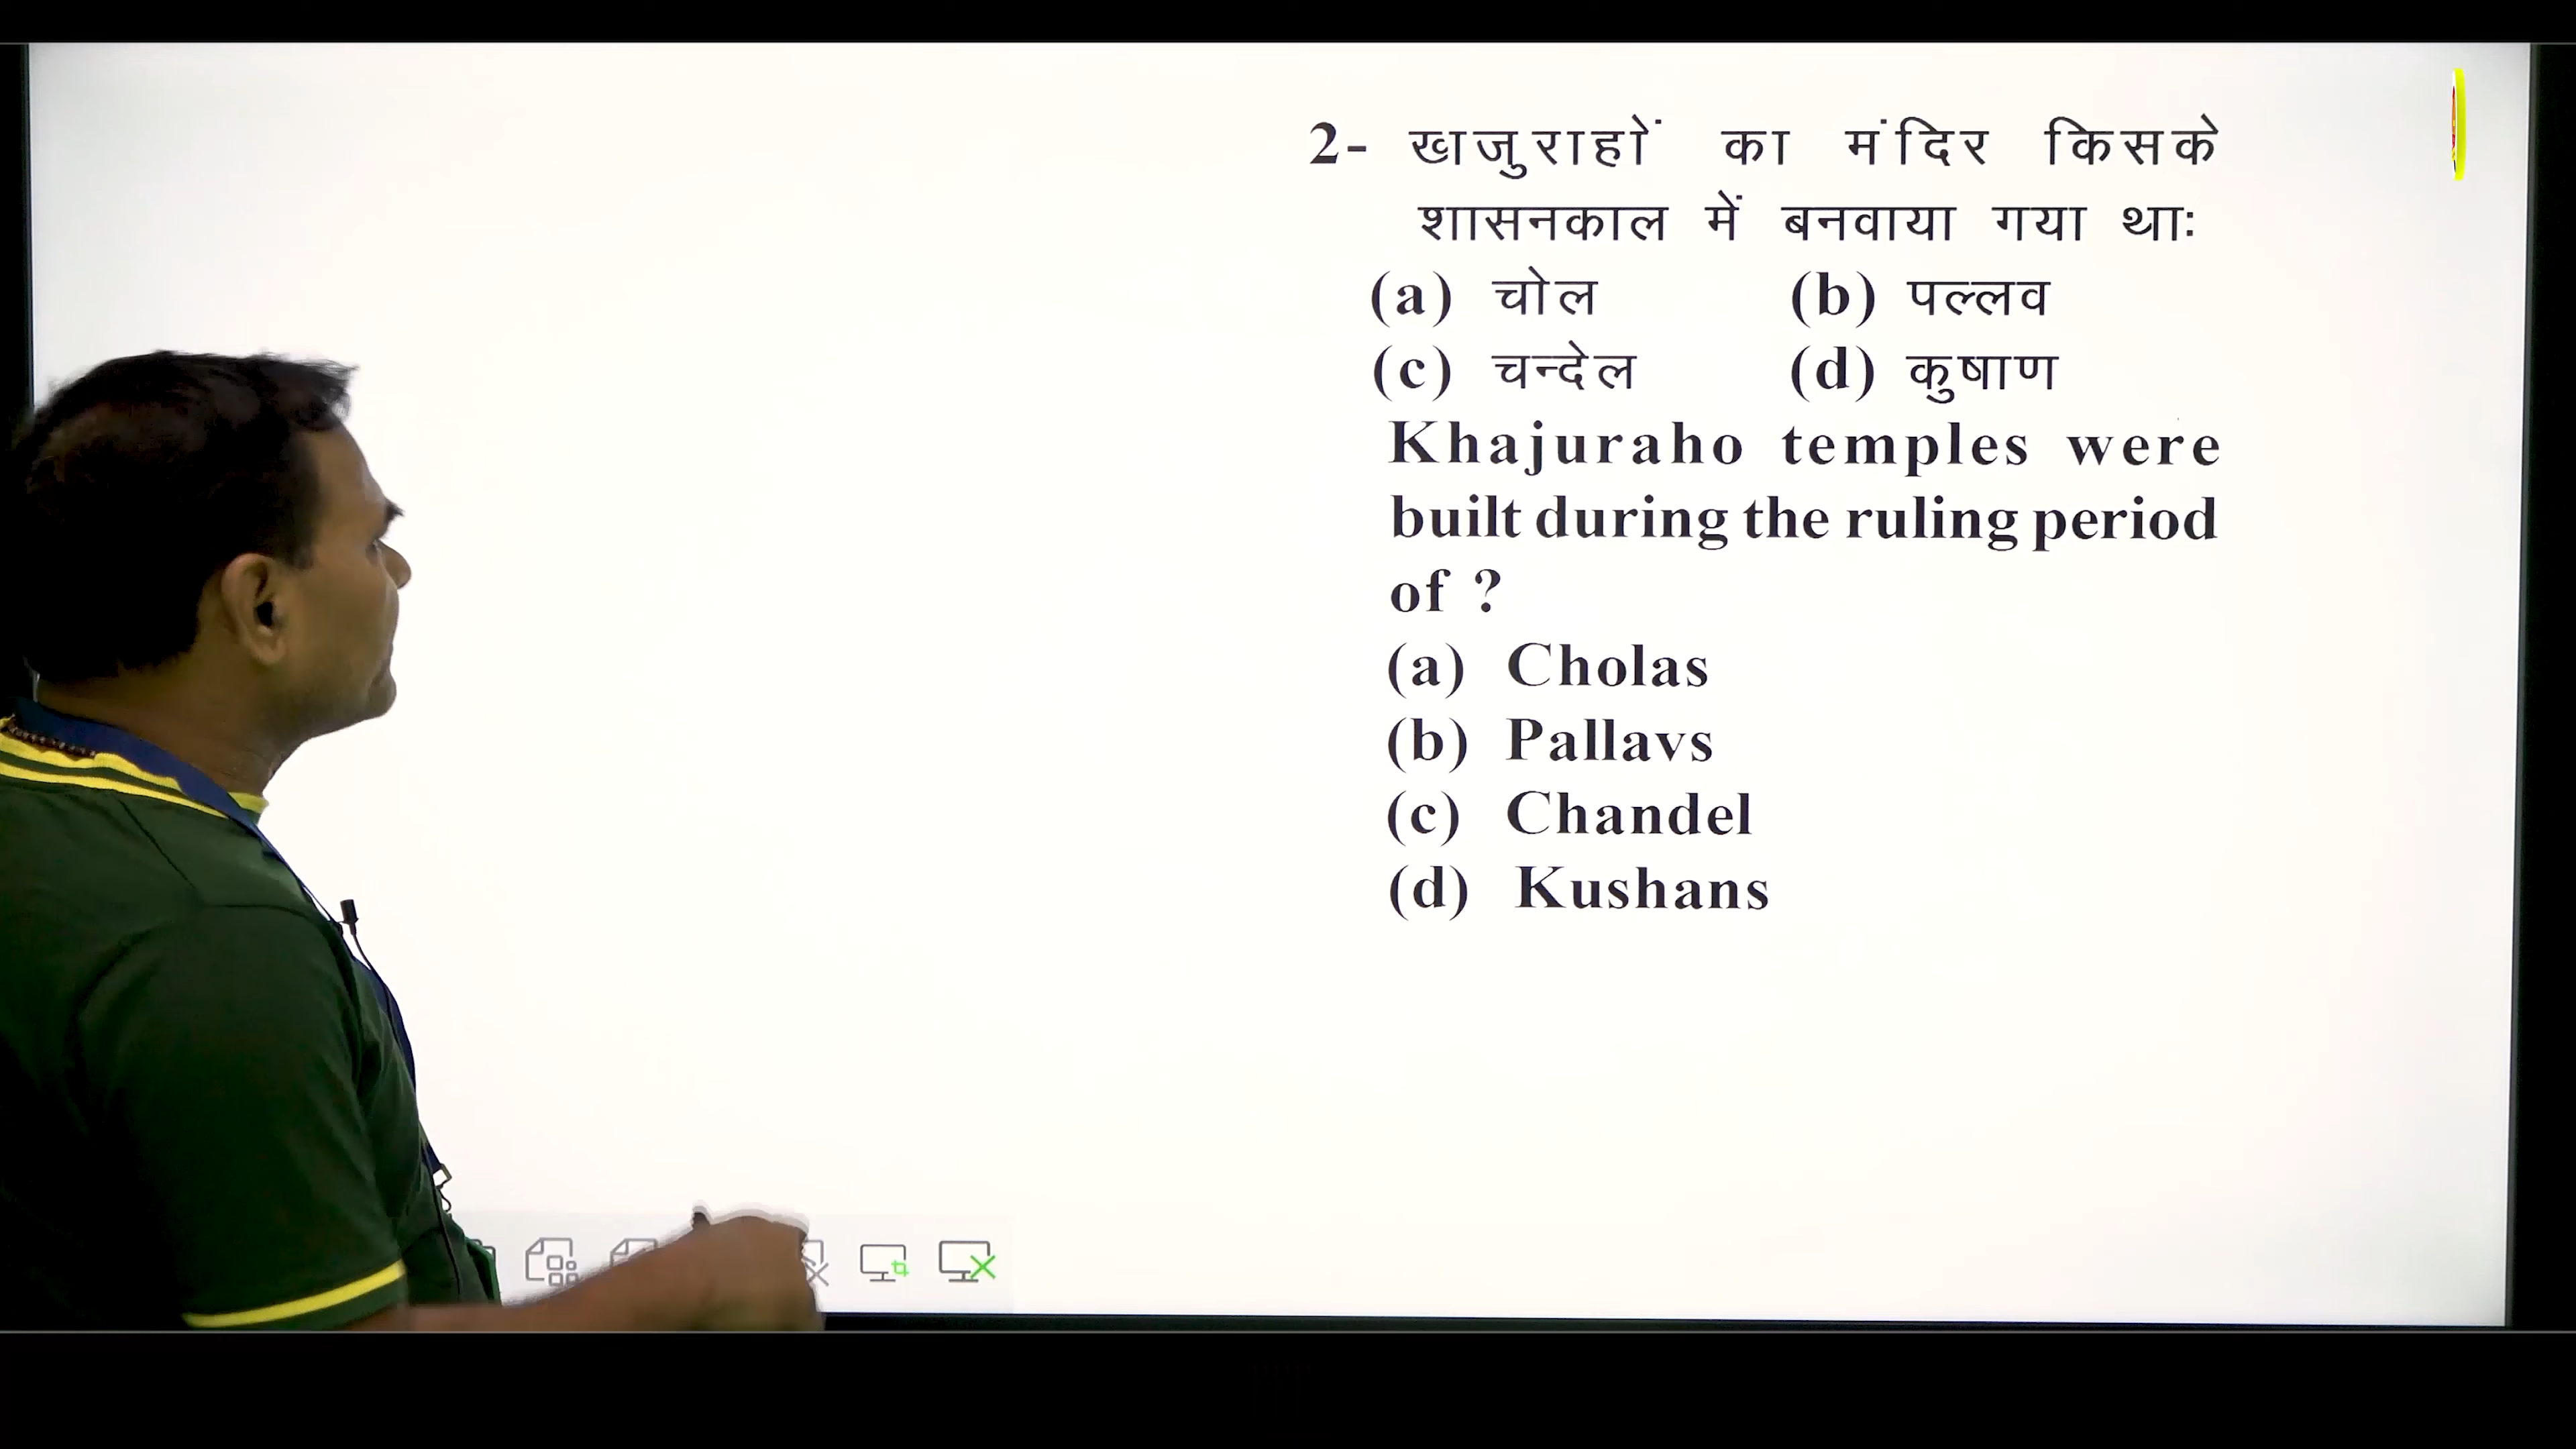 2- खजुराहों का मंदिर किसके
शासनकाल में बनवाया गया थाः
(a) चोल (b) पल्लव
(c) चन्देल (d) कुषाण
Khajuraho temples were
built during the ruling period
of ?
(a) Cholas
(b) Pallavs
(c) Chandel
(d) Kushans